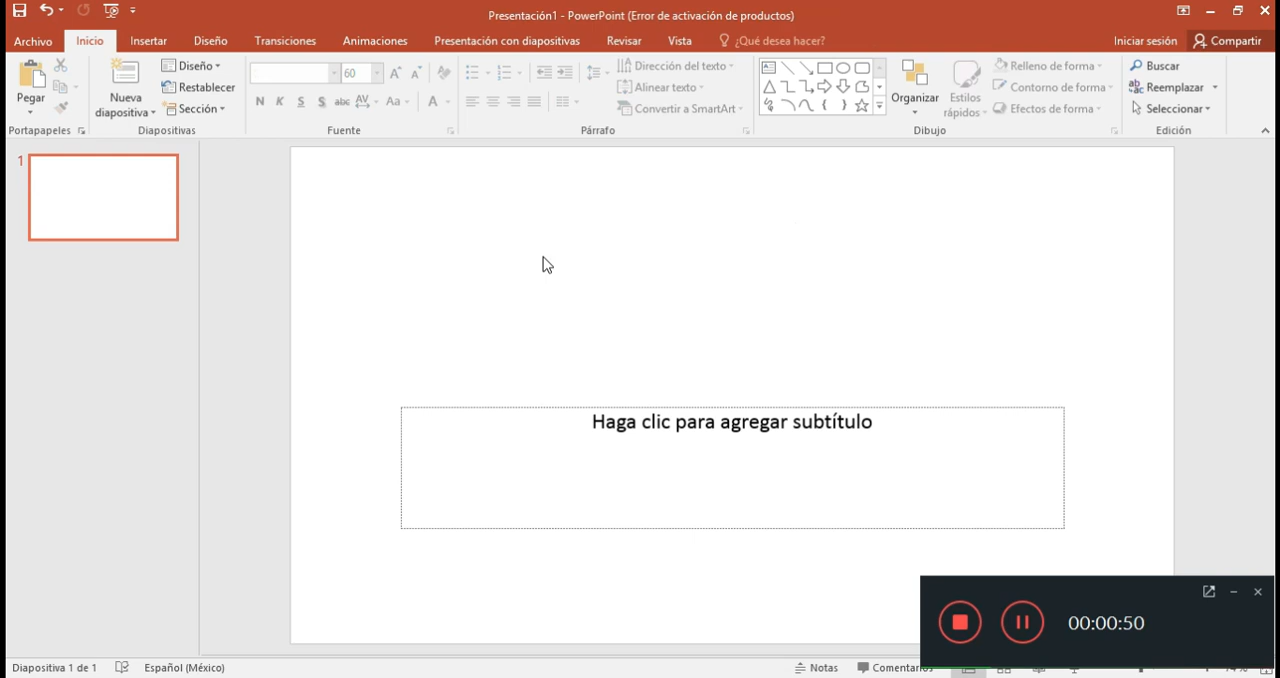 Presentación1 - PowerPoint (Error de activación de productos)
Archivo Inicio Insertar Diseño Transiciones Animaciones Presentación con diapositivas Revisar Vista ¿Qué desea hacer? Iniciar sesión Compartir
Pegar
Portapapeles
Nueva diapositiva
Diseño
Restablecer
Sección
Diapositivas
60
N K S S abc AV Aa A
Fuente
Dirección del texto
Alinear texto
Convertir a SmartArt
Párrafo
Organizar
Estilos rápidos
Relleno de forma
Contorno de forma
Efectos de forma
Dibujo
Buscar
Reemplazar
Seleccionar
Edición
1
Haga clic para agregar subtítulo
00:00:50
Diapositiva 1 de 1 Español (México) Notas